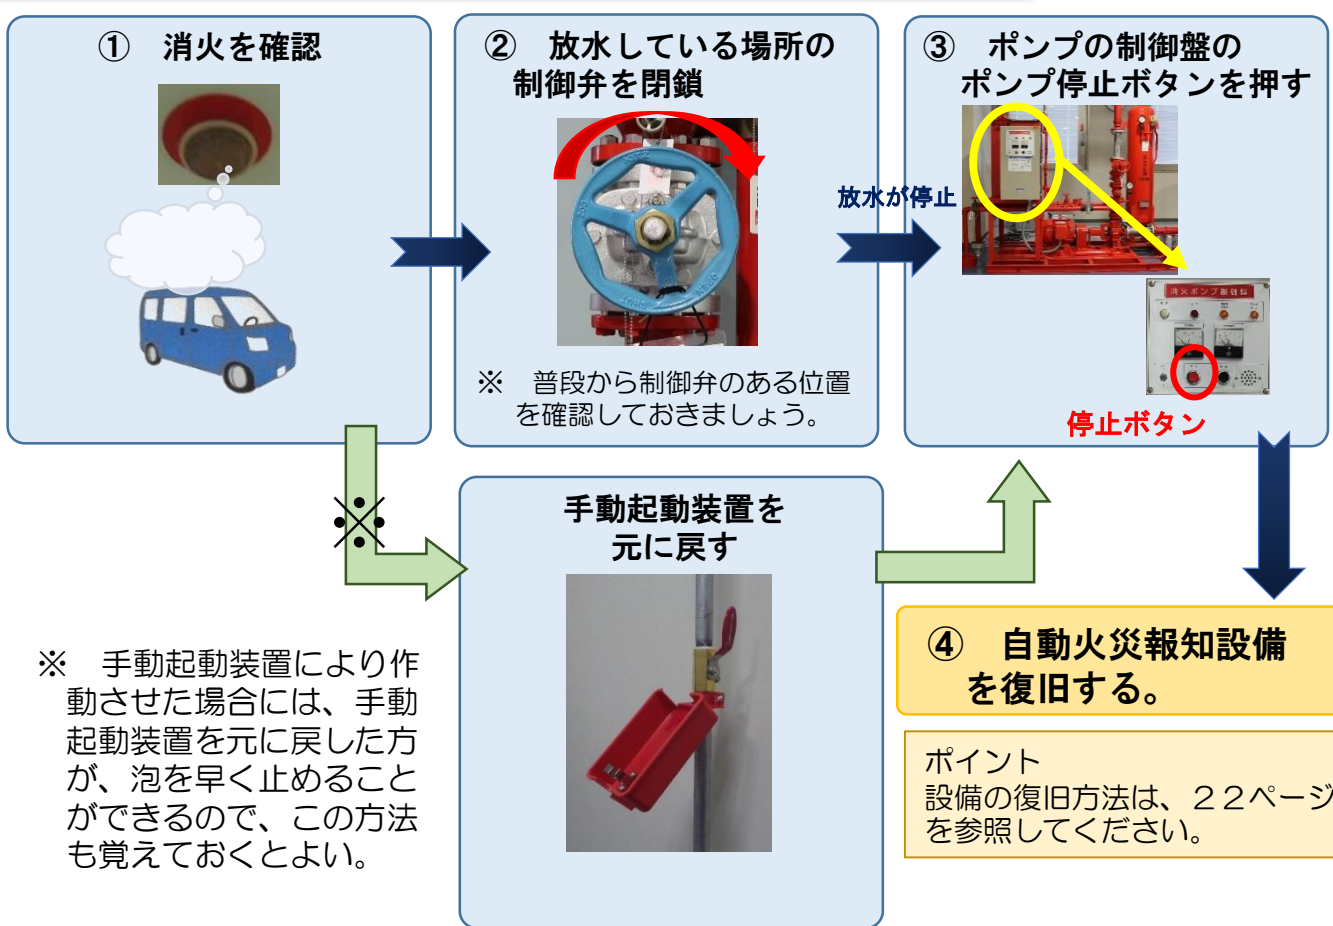 ① 消火を確認
② 放水している場所の
制御弁を閉鎖
※ 普段から制御弁のある位置
を確認しておきましょう。
放水が停止
③ ポンプの制御盤の
ポンプ停止ボタンを押す
消火ポンプ制御盤
停止ボタン
手動起動装置を
元に戻す
※
※ 手動起動装置により作
動させた場合には、手動
起動装置を元に戻した方
が、泡を早く止めること
ができるので、この方法
も覚えておくとよい。
④ 自動火災報知設備
を復旧する。
ポイント
設備の復旧方法は、２２ページ
を参照してください。